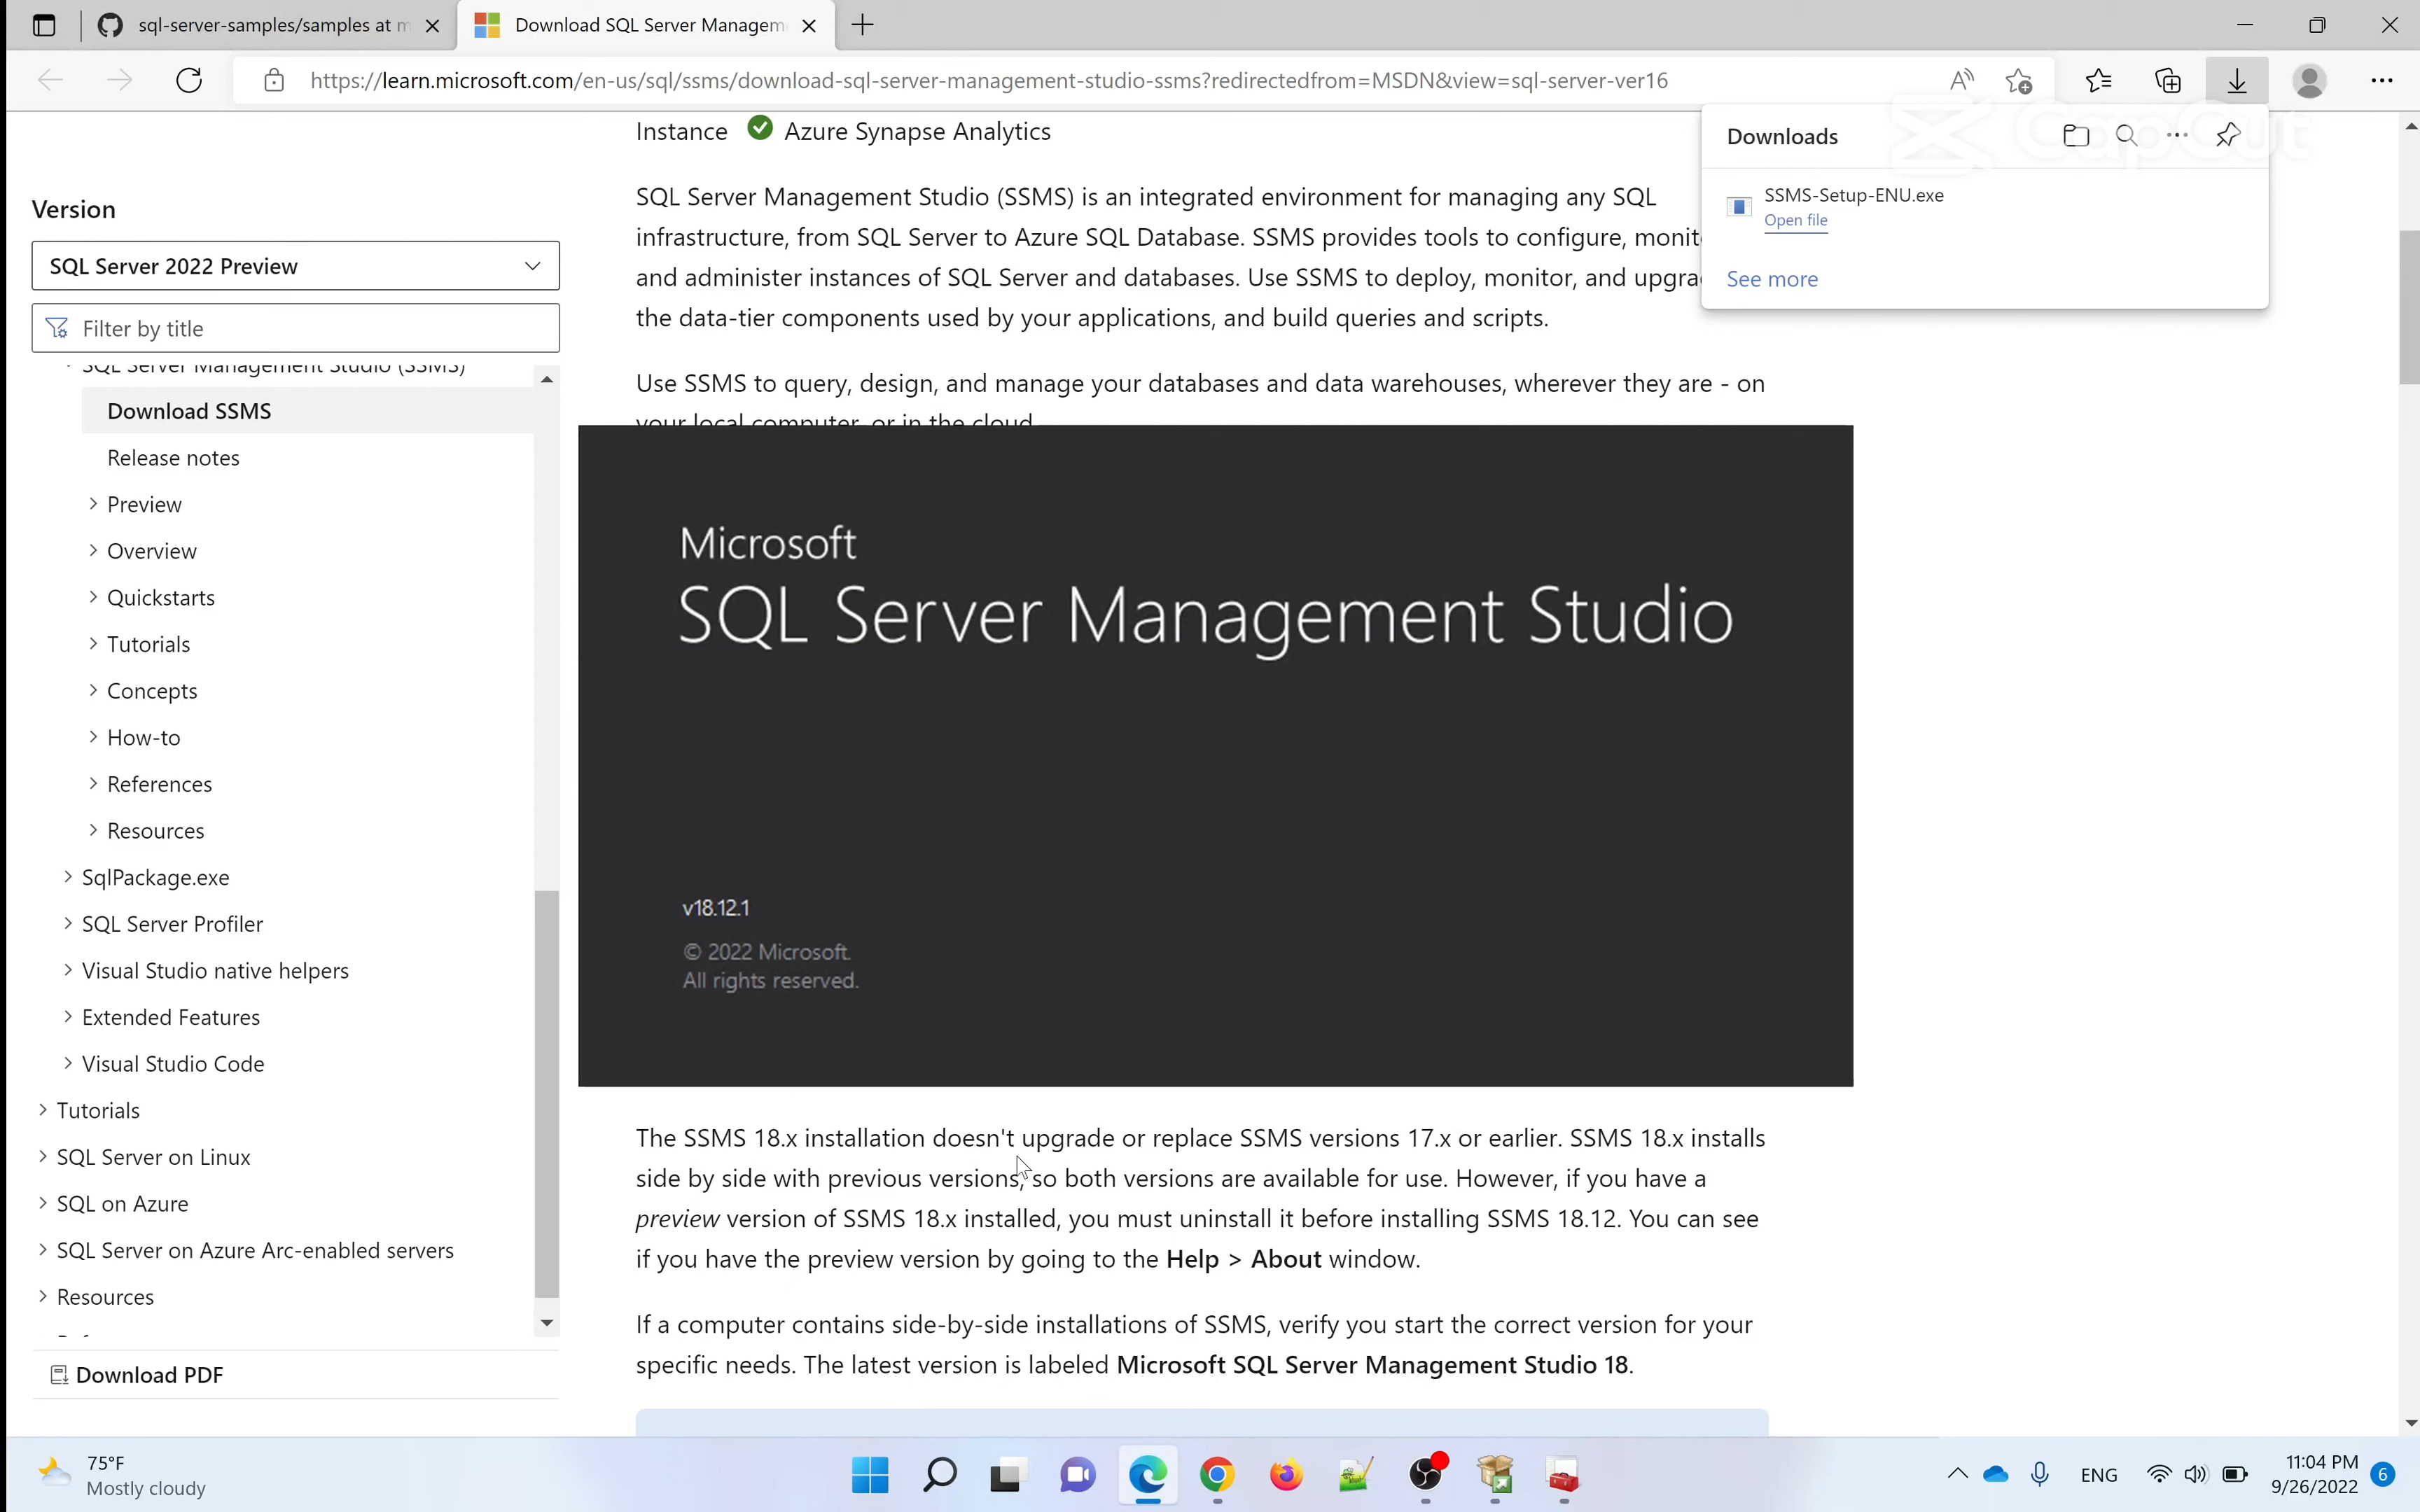 sql-server-samples/samples at m
Download SQL Server Managem
https://learn.microsoft.com/en-us/sql/ssms/download-sql-server-management-studio-ssms?redirectedfrom=MSDN&view=sql-server-ver16
CapCut
Downloads
SSMS-Setup-ENU.exe
Open file
See more
Version
SQL Server 2022 Preview
Filter by title
SQL Server Management Studio (SSMS)
Download SSMS
Release notes
Preview
Overview
Quickstarts
Tutorials
Concepts
How-to
References
Resources
SqlPackage.exe
SQL Server Profiler
Visual Studio native helpers
Extended Features
Visual Studio Code
Tutorials
SQL Server on Linux
SQL on Azure
SQL Server on Azure Arc-enabled servers
Resources
Download PDF
Instance Azure Synapse Analytics
SQL Server Management Studio (SSMS) is an integrated environment for managing any SQL
infrastructure, from SQL Server to Azure SQL Database. SSMS provides tools to configure, monit
and administer instances of SQL Server and databases. Use SSMS to deploy, monitor, and upgra
the data-tier components used by your applications, and build queries and scripts.
Use SSMS to query, design, and manage your databases and data warehouses, wherever they are - on
your local computer, or in the cloud
Microsoft
SQL Server Management Studio
v18.12.1
© 2022 Microsoft.
All rights reserved.
The SSMS 18.x installation doesn't upgrade or replace SSMS versions 17.x or earlier. SSMS 18.x installs
side by side with previous versions, so both versions are available for use. However, if you have a
preview version of SSMS 18.x installed, you must uninstall it before installing SSMS 18.12. You can see
if you have the preview version by going to the Help > About window.
If a computer contains side-by-side installations of SSMS, verify you start the correct version for your
specific needs. The latest version is labeled Microsoft SQL Server Management Studio 18.
75°F
Mostly cloudy
ENG
11:04 PM
9/26/2022
6